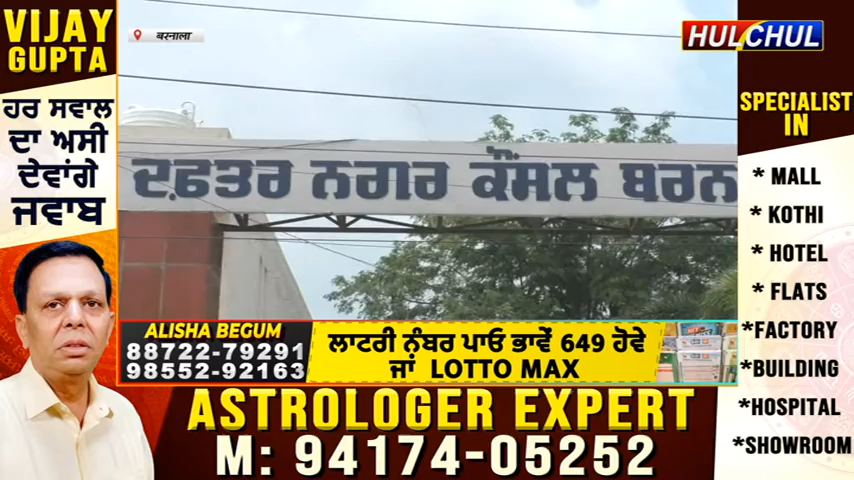 VIJAY
GUPTA
ਹਰ ਸਵਾਲ
ਦਾ ਅਸੀ
ਦੇਵਾਂਗੇ
ਜਵਾਬ
ਬਰਨਾਲਾ
HULCHUL
ਦਫ਼ਤਰ ਨਗਰ ਕੌਂਸਲ ਬਰਨ
SPECIALIST
IN
* MALL
* KOTHI
* HOTEL
* FLATS
*FACTORY
*BUILDING
*HOSPITAL
*SHOWROOM
ALISHA BEGUM
88722-79291
98552-92163
ਲਾਟਰੀ ਨੰਬਰ ਪਾਓ ਭਾਵੇਂ 649 ਹੋਵੇ
ਜਾਂ LOTTO MAX
ASTROLOGER EXPERT
M: 94174-05252